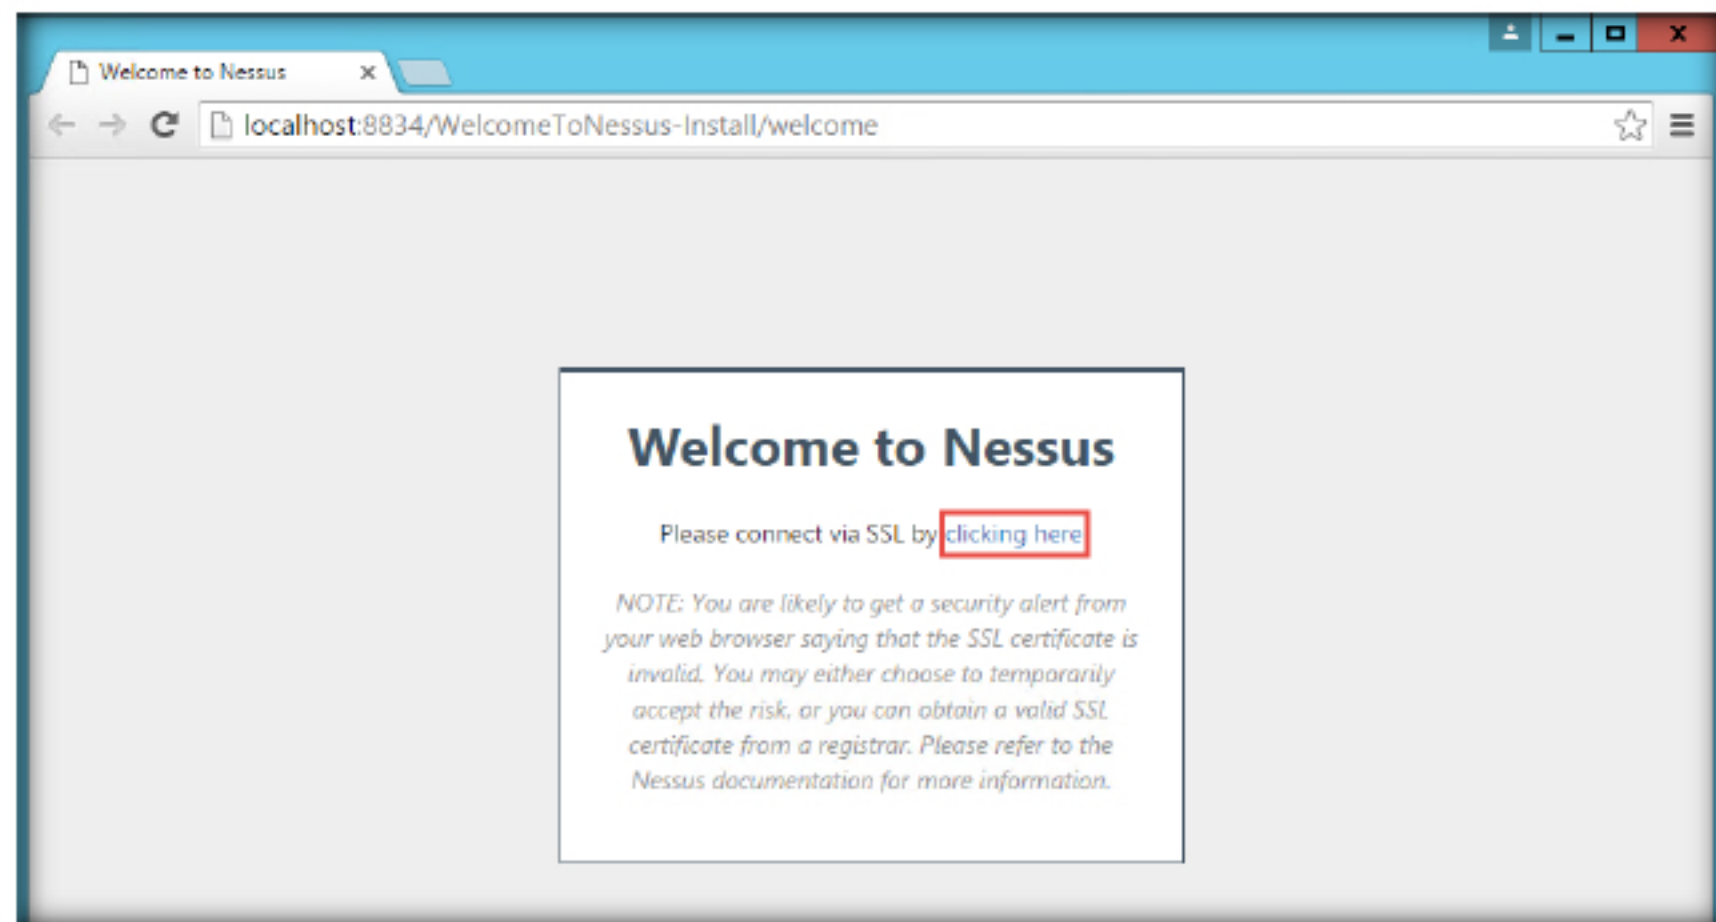 Welcome to Nessus
localhost:8834/WelcomeToNessus-Install/welcome
Welcome to Nessus
Please connect via SSL by clicking here
NOTE: You are likely to get a security alert from
your web browser saying that the SSL certificate is
invalid. You may either choose to temporarily
accept the risk, or you can obtain a valid SSL
certificate from a registrar. Please refer to the
Nessus documentation for more information.